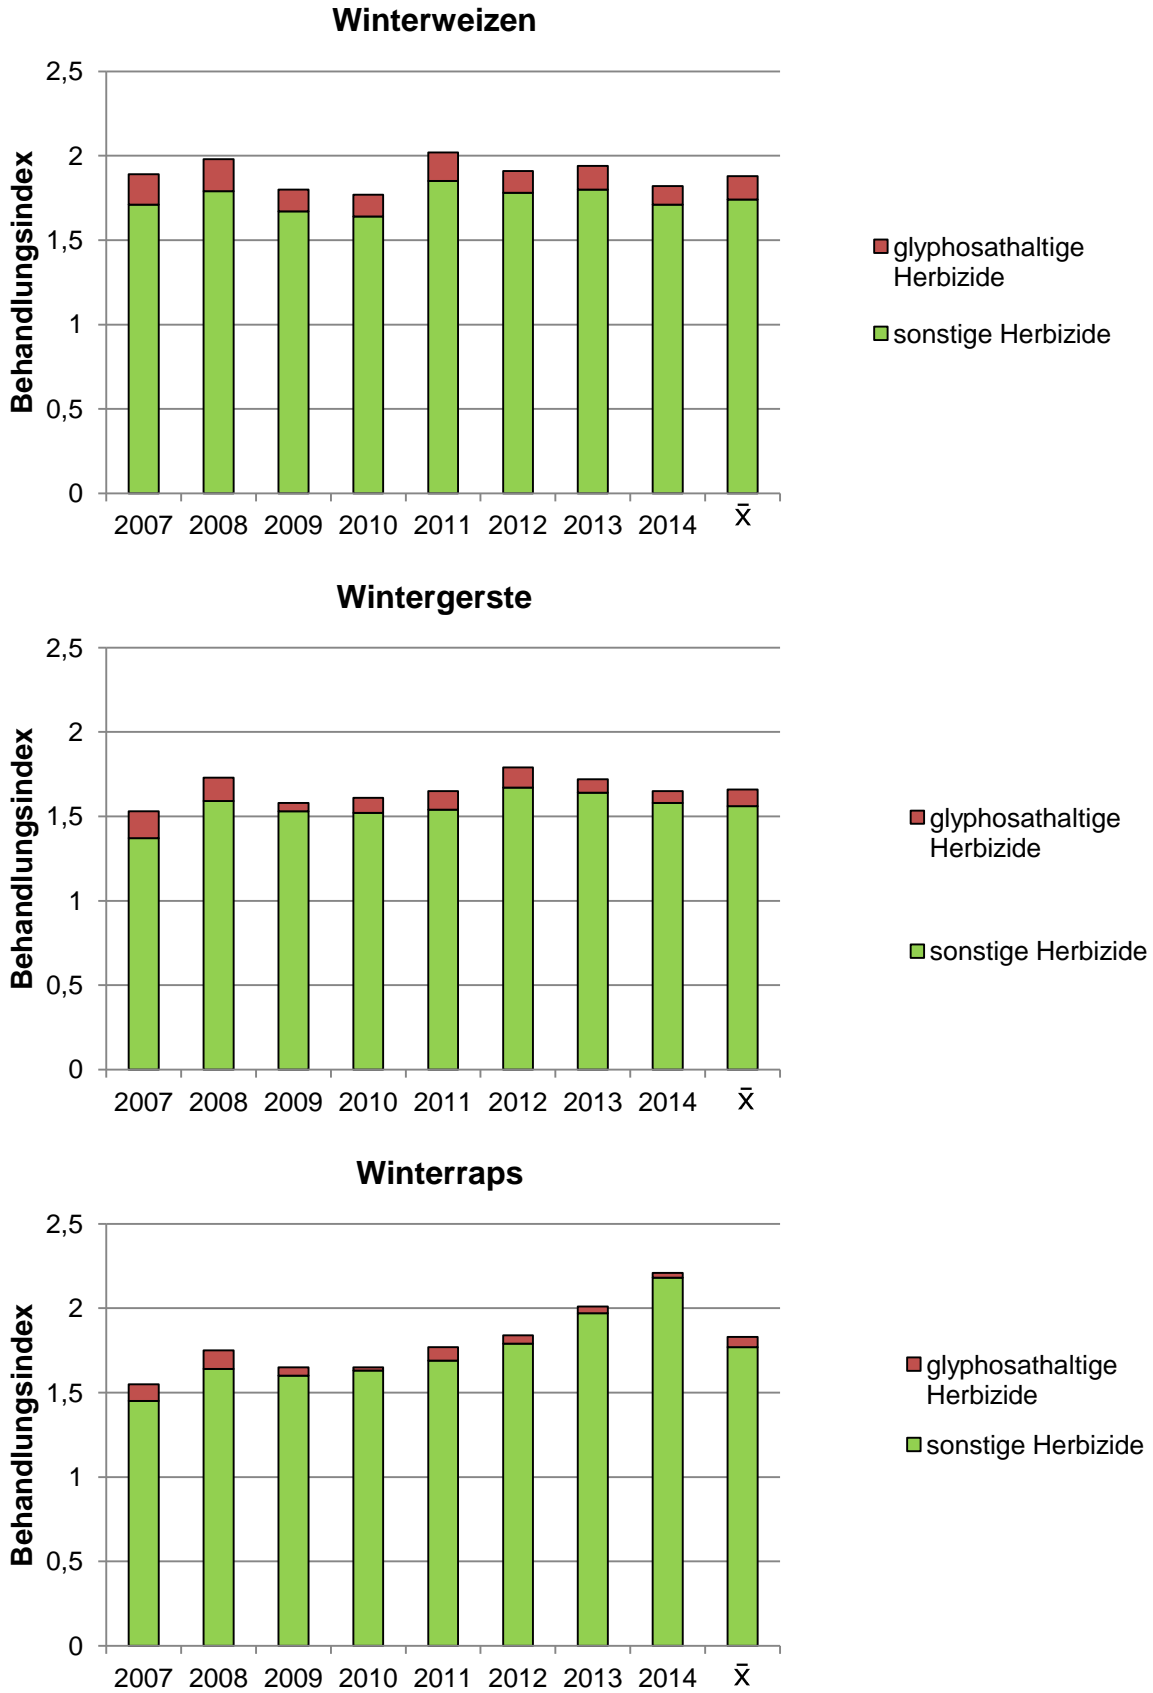 Winterweizen
Behandlungsindex
2,5
2
1,5
1
0,5
0
2007 2008 2009 2010 2011 2012 2013 2014 x̄
glyphosathaltige
Herbizide
sonstige Herbizide
Wintergerste
Behandlungsindex
2,5
2
1,5
1
0,5
0
2007 2008 2009 2010 2011 2012 2013 2014 x̄
glyphosathaltige
Herbizide
sonstige Herbizide
Winterraps
Behandlungsindex
2,5
2
1,5
1
0,5
0
2007 2008 2009 2010 2011 2012 2013 2014 x̄
glyphosathaltige
Herbizide
sonstige Herbizide